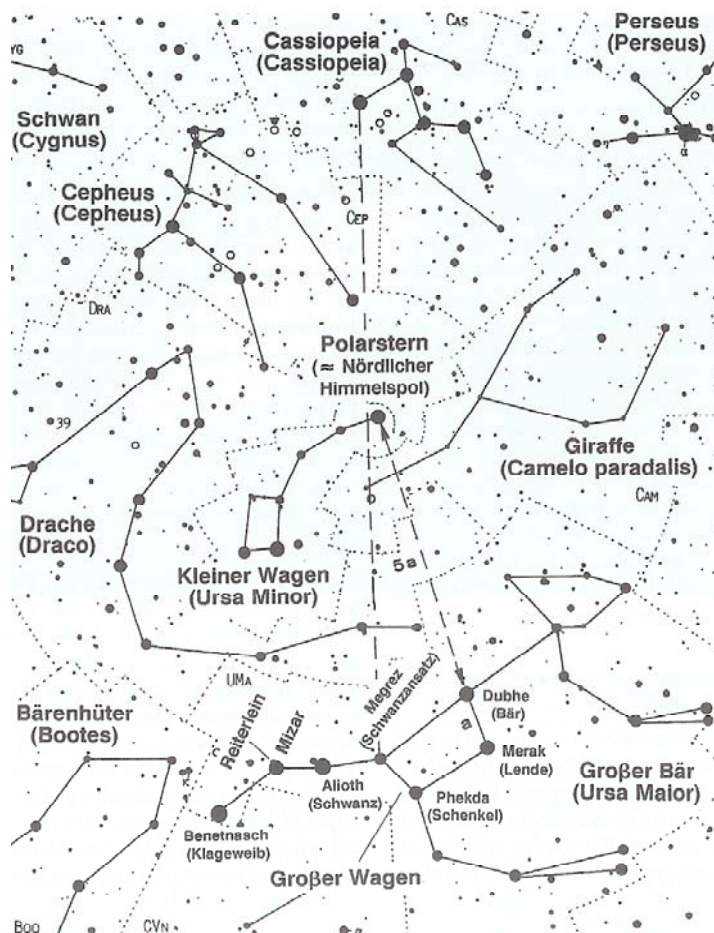 CAS
Cassiopeia
(Cassiopeia)
Perseus
(Perseus)
YG
Schwan
(Cygnus)
α
Cepheus
(Cepheus)
CEP
DRA
Polarstern
(≈ Nördlicher
Himmelspol)
39
Giraffe
(Camelo paradalis)
CAM
Drache
(Draco)
5a
Kleiner Wagen
(Ursa Minor)
UMA
Megrez
(Schwanzansatz)
Dubhe
(Bär)
a
Bärenhüter
(Bootes)
Reiterlein
Mizar
Merak
(Lende)
Großer Bär
(Ursa Maior)
Alioth
(Schwanz)
Phekda
(Schenkel)
Benetnasch
(Klageweib)
Großer Wagen
BOO
CVN